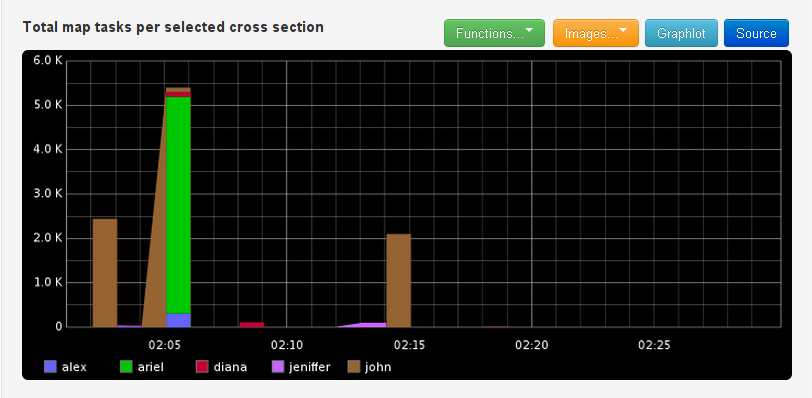 Total map tasks per selected cross section
Functions... Images... Graphlot Source
6.0 K
5.0 K
4.0 K
3.0 K
2.0 K
1.0 K
0
02:05 02:10 02:15 02:20 02:25
alex ariel diana jeniffer john